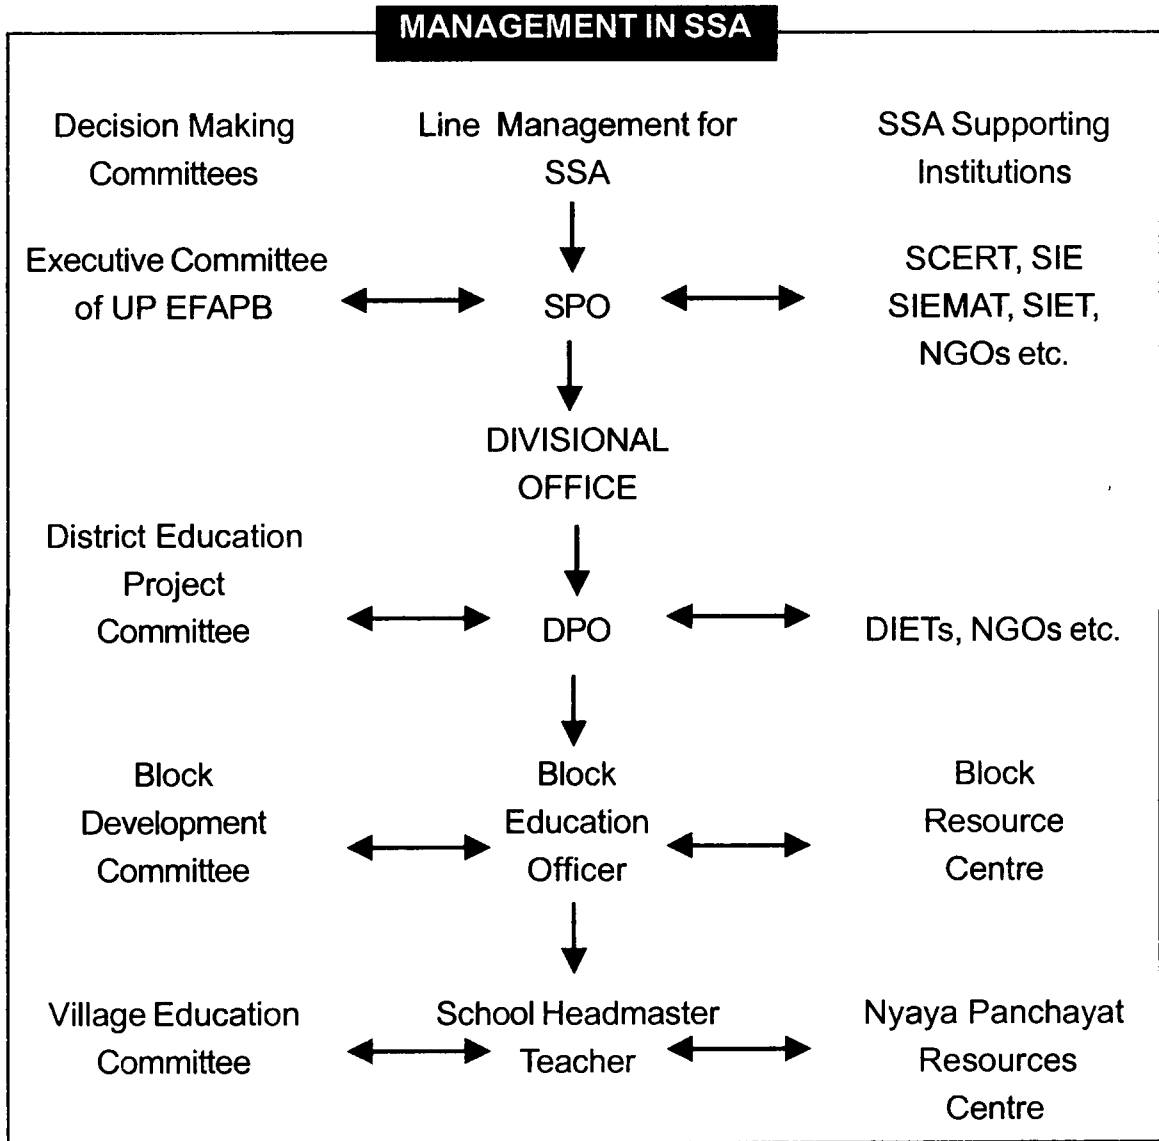 MANAGEMENT IN SSA
Decision Making
Committees
Line Management for
SSA
SSA Supporting
Institutions
Executive Committee
of UP EFAPB
SPO
SCERT, SIE
SIEMAT, SIET,
NGOs etc.
DIVISIONAL
OFFICE
District Education
Project
Committee
DPO
DIETs, NGOs etc.
Block
Development
Committee
Block
Education
Officer
Block
Resource
Centre
Village Education
Committee
School Headmaster
Teacher
Nyaya Panchayat
Resources
Centre